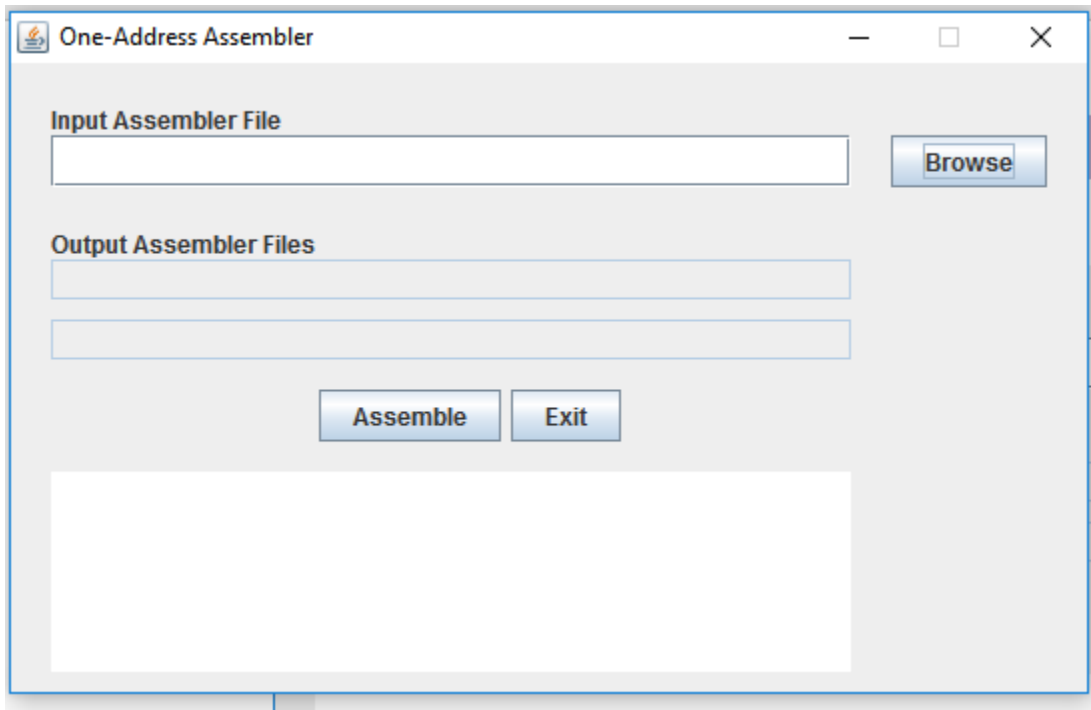 One-Address Assembler
Input Assembler File
Browse
Output Assembler Files
Assemble Exit